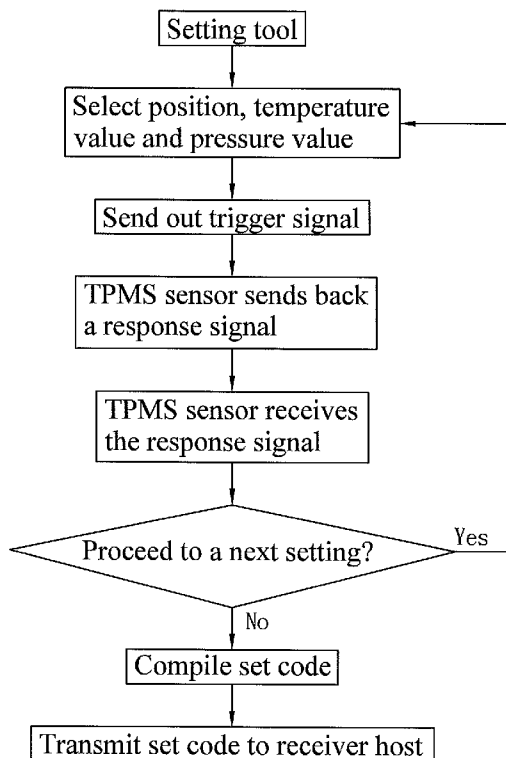 Setting tool
Select position, temperature
value and pressure value
Send out trigger signal
TPMS sensor sends back
a response signal
TPMS sensor receives
the response signal
Proceed to a next setting?
Yes
No
Compile set code
Transmit set code to receiver host